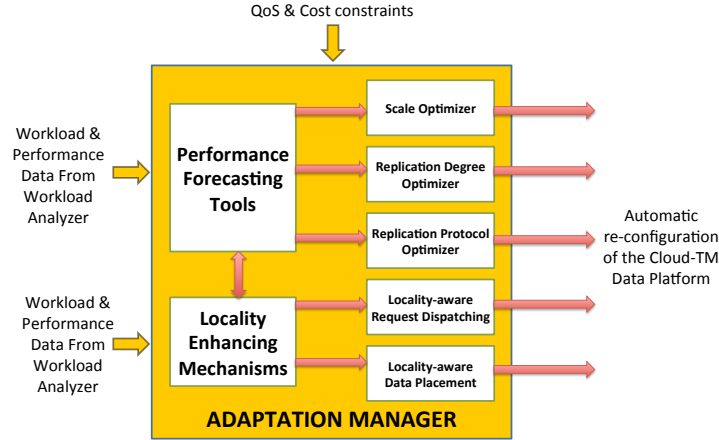 QoS & Cost constraints
Workload &
Performance
Data From
Workload
Analyzer
Performance
Forecasting
Tools
Scale Optimizer
Replication Degree
Optimizer
Replication Protocol
Optimizer
Automatic
re-configuration
of the Cloud-TM
Data Platform
Workload &
Performance
Data From
Workload
Analyzer
Locality
Enhancing
Mechanisms
Locality-aware
Request Dispatching
Locality-aware
Data Placement
ADAPTATION MANAGER